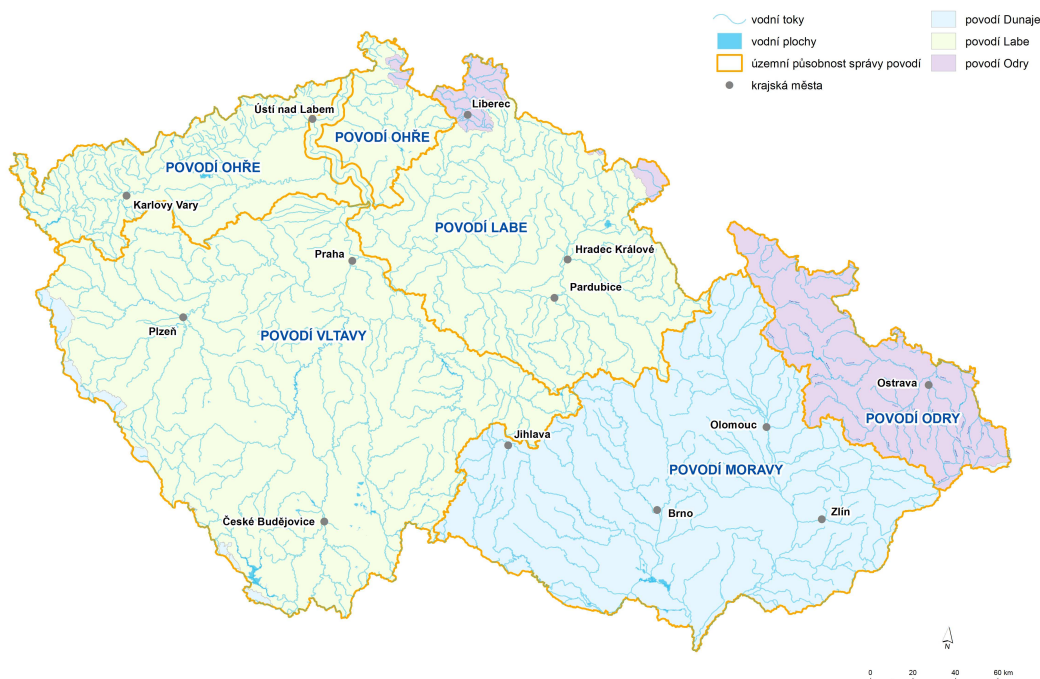 vodní toky
vodní plochy
územní působnost správy povodí
krajská města
povodí Dunaje
povodí Labe
povodí Odry
Ústí nad Labem
Liberec
POVODÍ OHŘE
POVODÍ OHŘE
Karlovy Vary
POVODÍ LABE
Praha
Hradec Králové
Pardubice
Plzeň
POVODÍ VLTAVY
Ostrava
POVODÍ ODRY
Olomouc
Jihlava
POVODÍ MORAVY
Brno
Zlín
České Budějovice
N
0 20 40 60 km